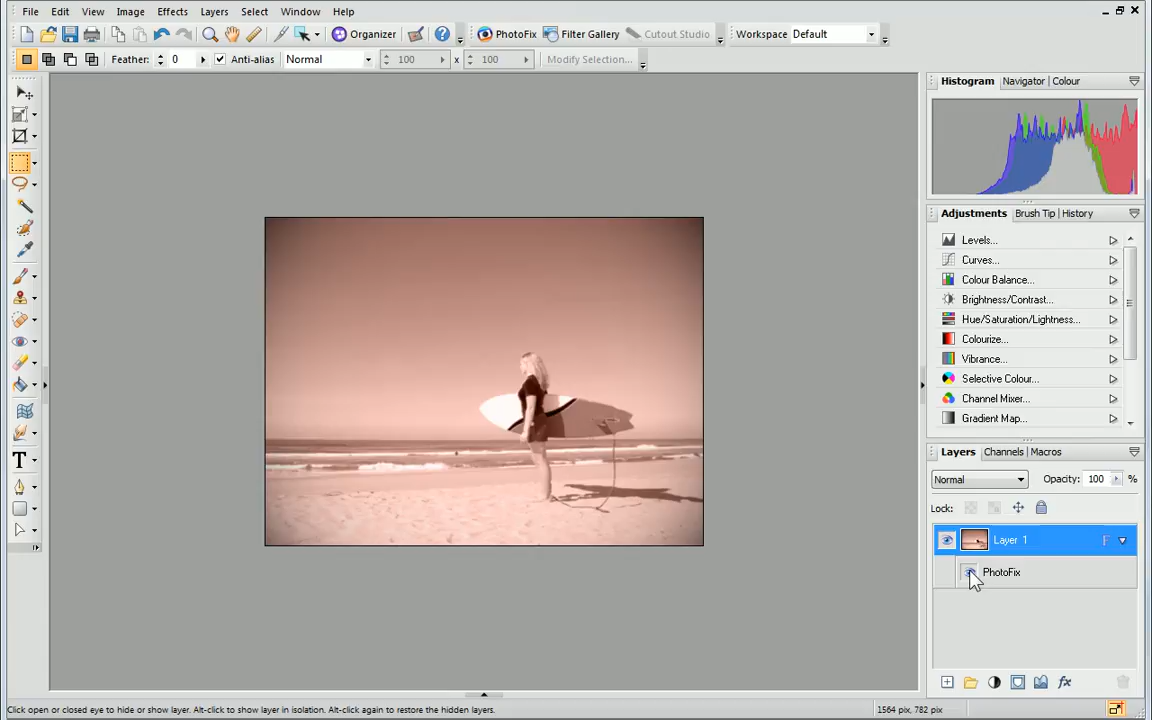 File Edit View Image Effects Layers Select Window Help
Organizer PhotoFix Filter Gallery Cutout Studio Workspace Default
Feather: 0 Anti-alias Normal 100 x 100 Modify Selection...
Histogram Navigator Colour
Adjustments Brush Tip History
Levels...
Curves...
Colour Balance...
Brightness/Contrast...
Hue/Saturation/Lightness...
Colourize...
Vibrance...
Selective Colour...
Channel Mixer...
Gradient Map...
Layers Channels Macros
Normal Opacity: 100 %
Lock:
Layer 1 F
PhotoFix
fx
Click open or closed eye to hide or show layer. Alt-click to show layer in isolation. Alt-click again to restore the hidden layers. 1564 pix, 782 pix